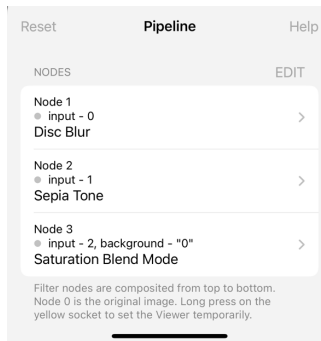 Reset Pipeline Help
NODES EDIT
Node 1
input - 0
Disc Blur
Node 2
input - 1
Sepia Tone
Node 3
input - 2, background - "0"
Saturation Blend Mode
Filter nodes are composited from top to bottom.
Node 0 is the original image. Long press on the
yellow socket to set the Viewer temporarily.